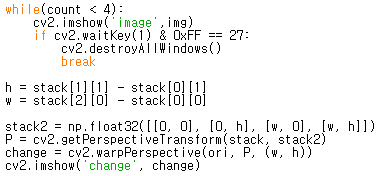 while(count < 4):
    cv2.imshow('image',img)
    if cv2.waitKey(1) & 0xFF == 27:
        cv2.destroyAllWindows()
        break
h = stack[1][1] - stack[0][1]
w = stack[2][0] - stack[0][0]
stack2 = np.float32([[0, 0], [0, h], [w, 0], [w, h]])
P = cv2.getPerspectiveTransform(stack, stack2)
change = cv2.warpPerspective(ori, P, (w, h))
cv2.imshow('change', change)